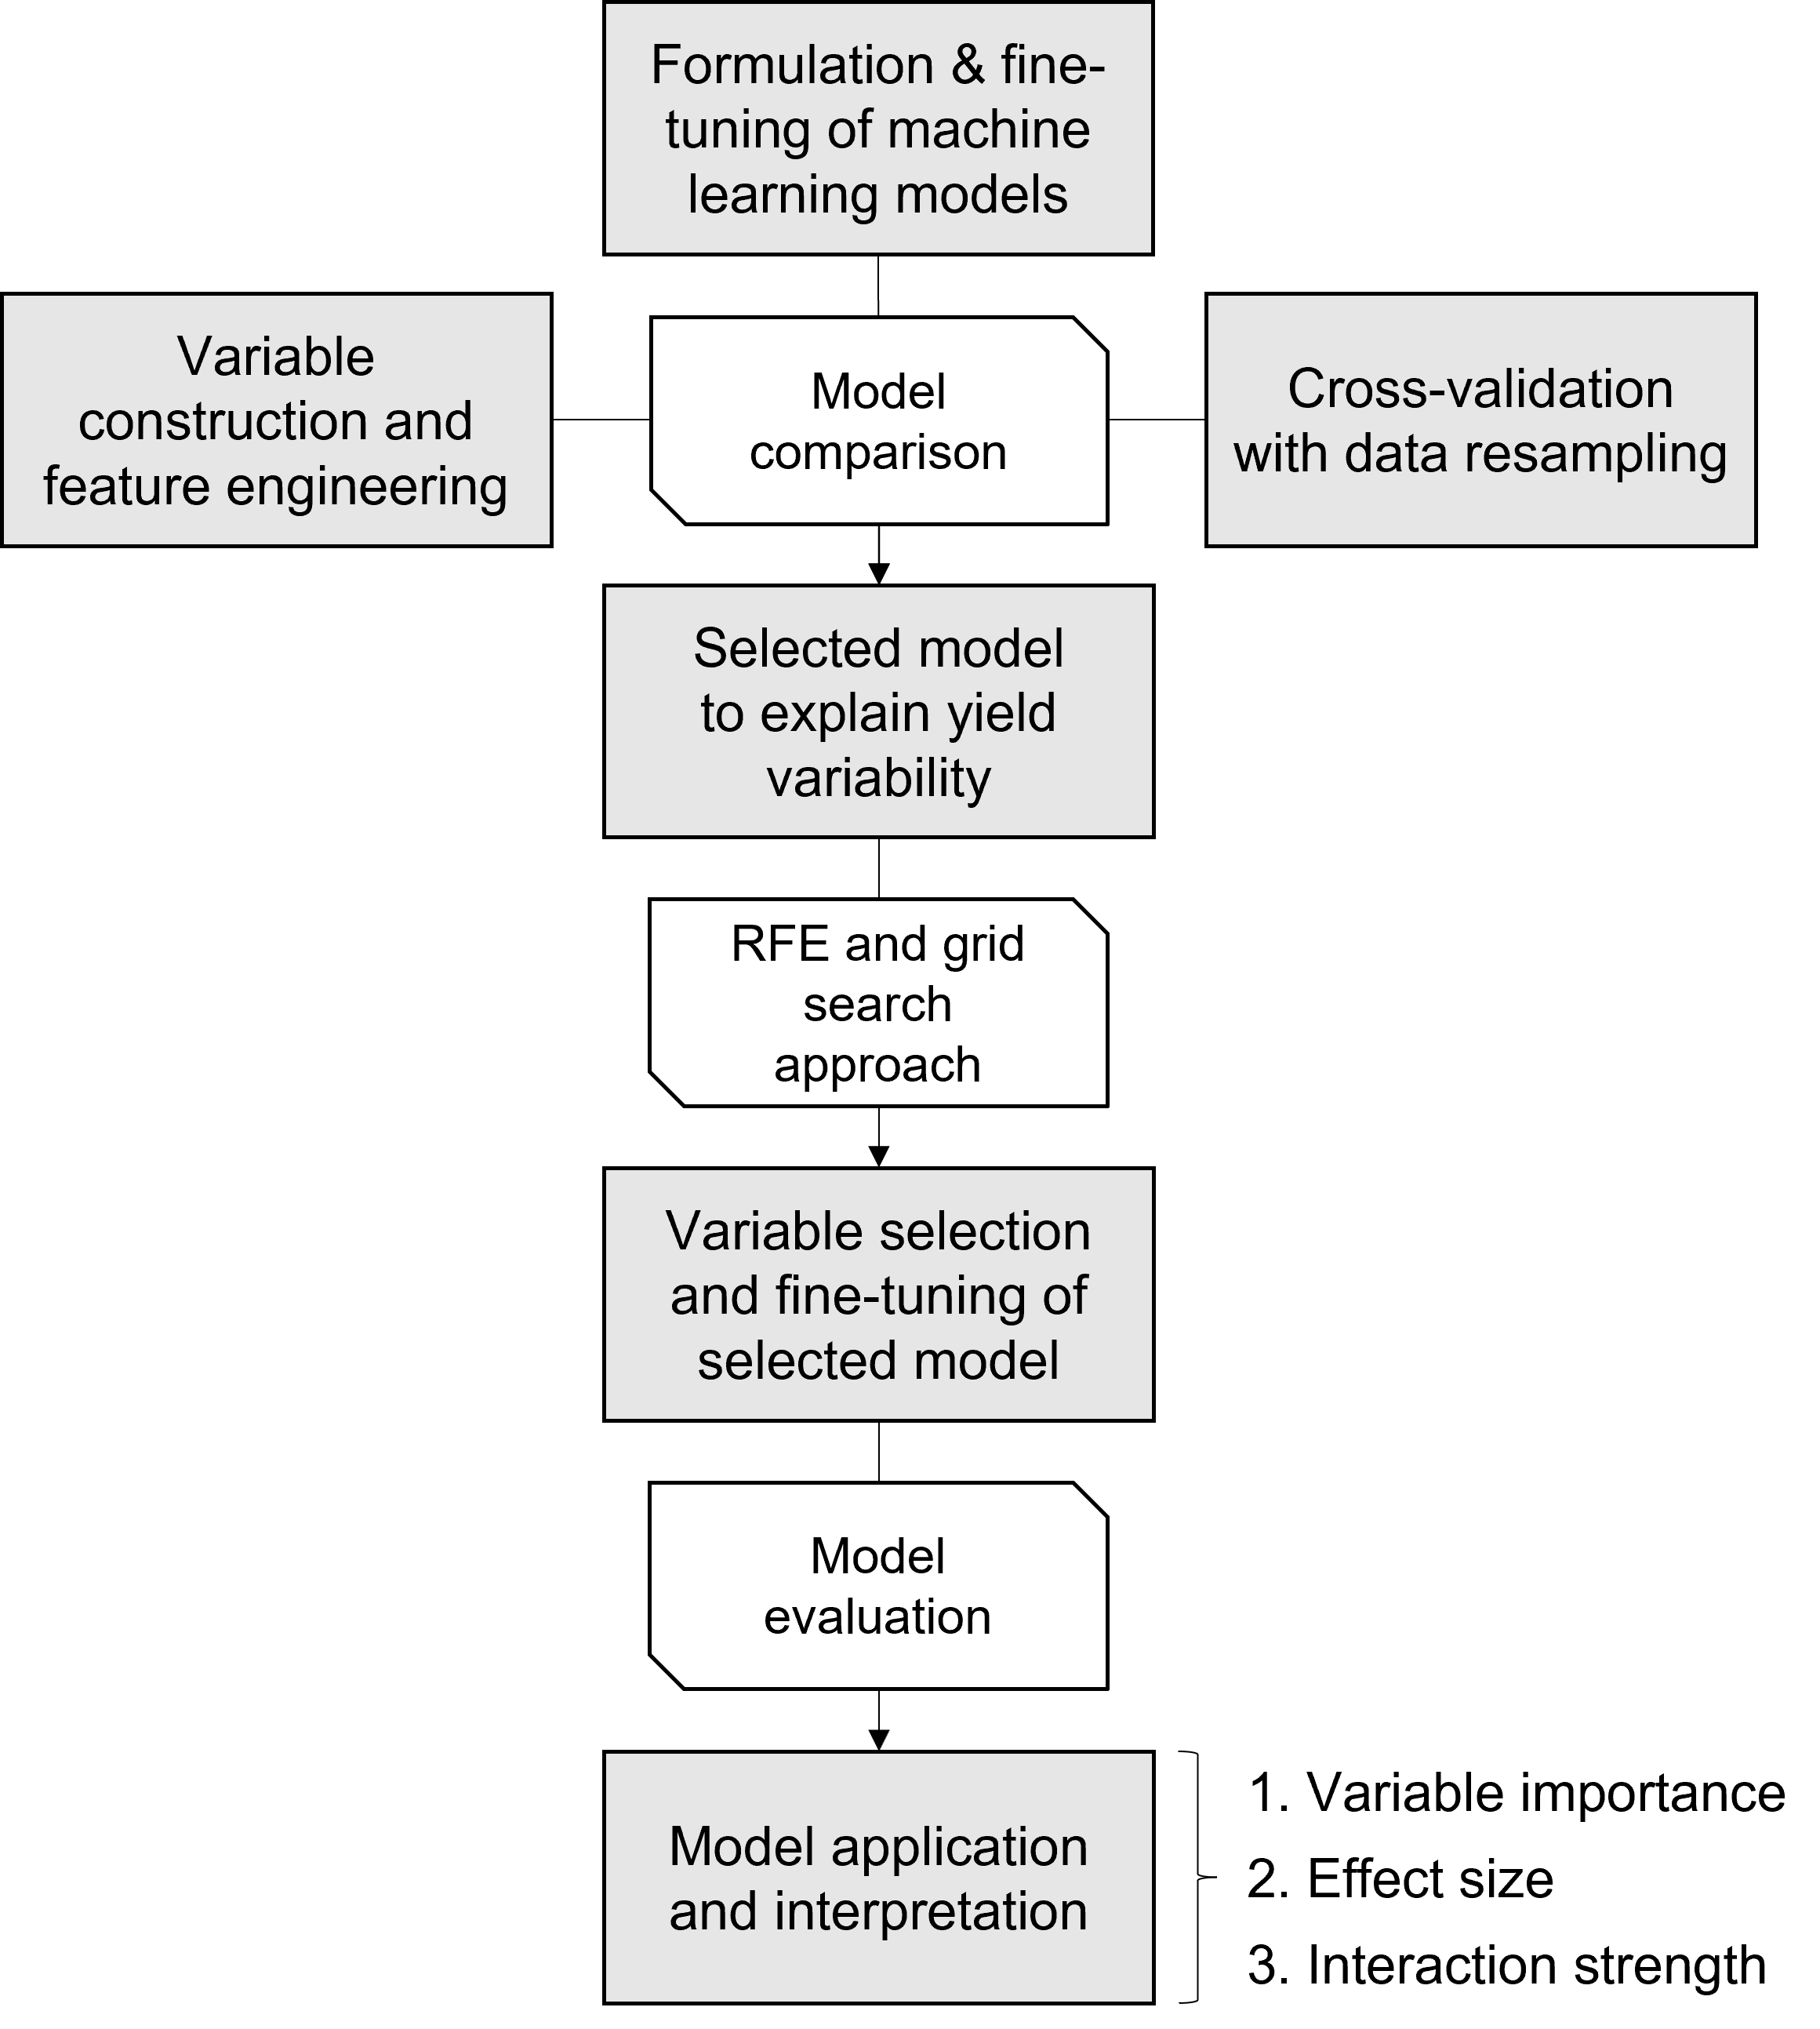 Formulation & fine-
tuning of machine
learning models
Variable
construction and
feature engineering
Model
comparison
Cross-validation
with data resampling
Selected model
to explain yield
variability
RFE and grid
search
approach
Variable selection
and fine-tuning of
selected model
Model
evaluation
Model application
and interpretation
1. Variable importance
2. Effect size
3. Interaction strength